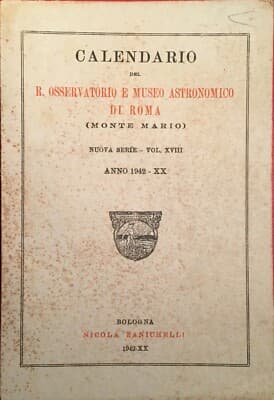 CALENDARIO
DEL
R. OSSERVATORIO E MUSEO ASTRONOMICO
DI ROMA
(MONTE MARIO)
NUOVA SERIE - VOL. XVIII
ANNO 1942 - XX
BOLOGNA
NICOLA ZANICHELLI
1942-XX